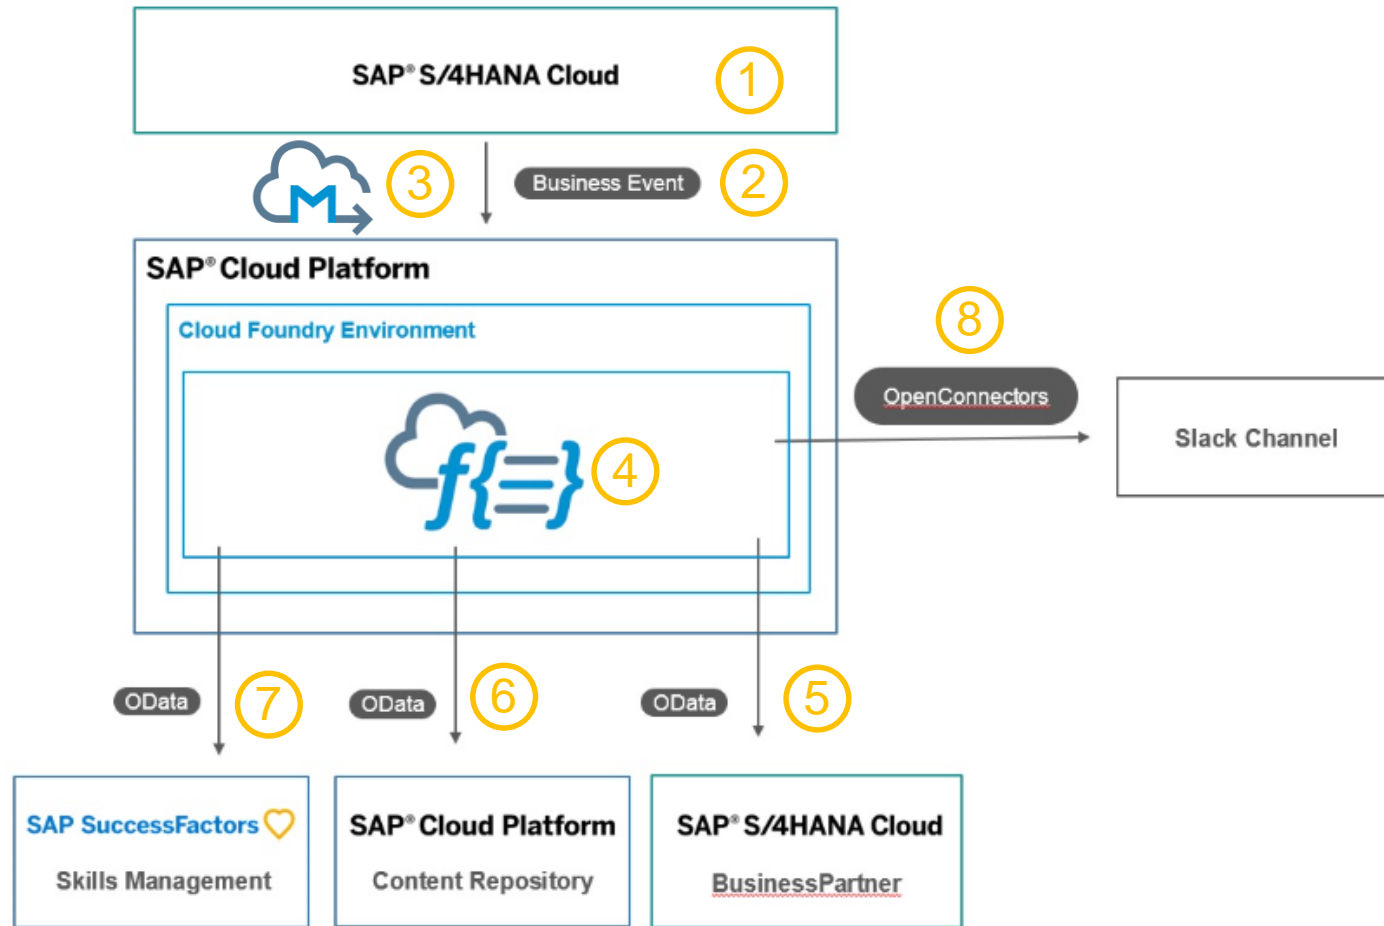 SAP® S/4HANA Cloud
1
3
Business Event
2
SAP® Cloud Platform
Cloud Foundry Environment
8
OpenConnectors
Slack Channel
f{=}
4
OData
7
OData
6
OData
5
SAP SuccessFactors
Skills Management
SAP® Cloud Platform
Content Repository
SAP® S/4HANA Cloud
BusinessPartner